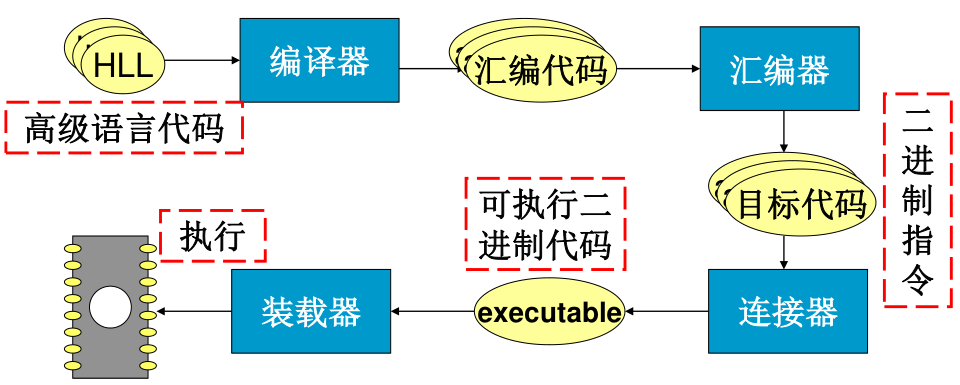 HLL
编译器
汇编代码
汇编器
高级语言代码
二
进
制
指
令
目标代码
可执行二
进制代码
执行
装载器
executable
连接器